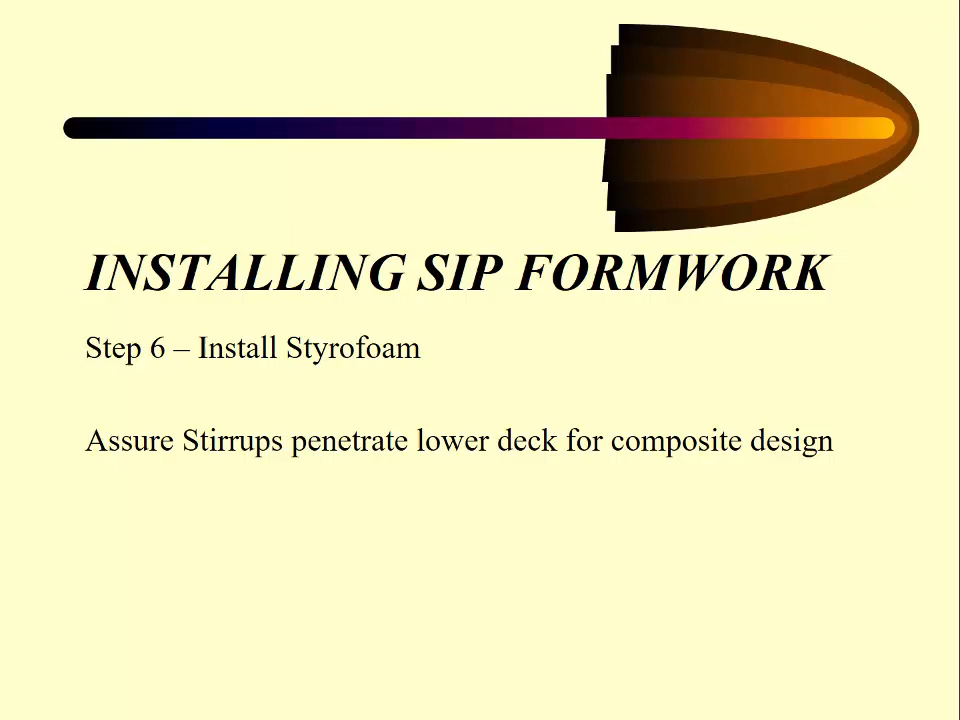 INSTALLING SIP FORMWORK
Step 6 – Install Styrofoam
Assure Stirrups penetrate lower deck for composite design